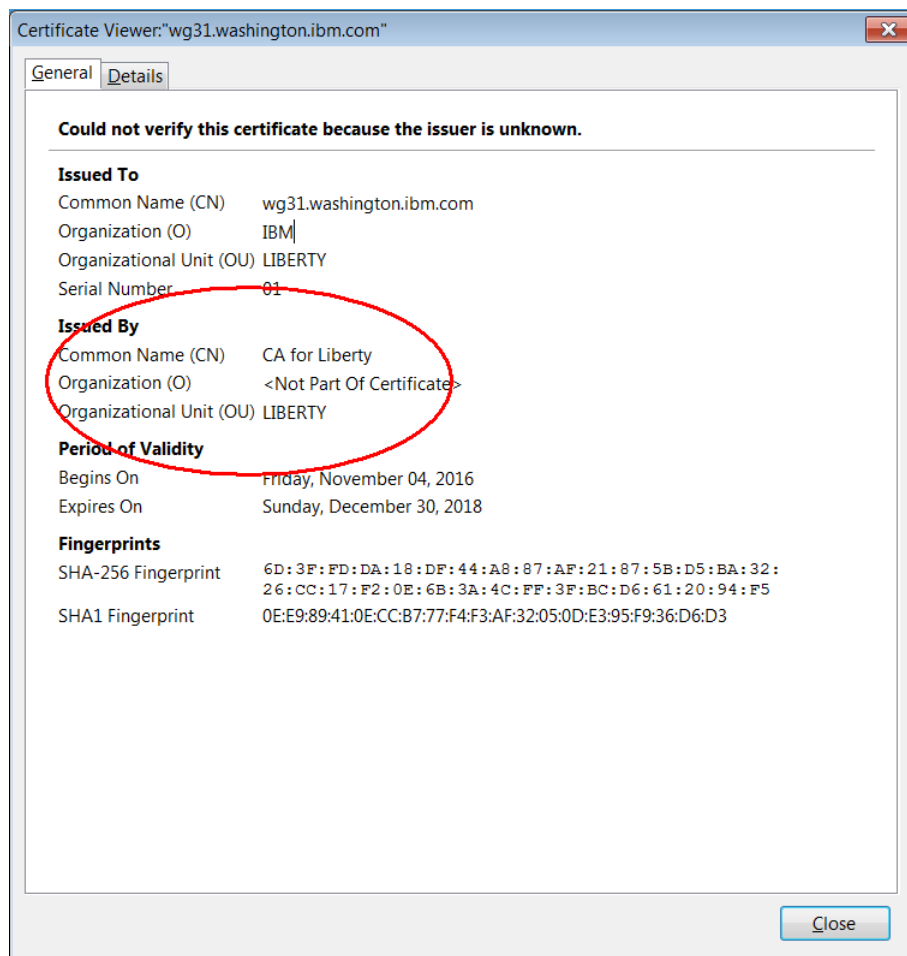 Certificate Viewer:"wg31.washington.ibm.com"
General Details
Could not verify this certificate because the issuer is unknown.
Issued To
Common Name (CN) wg31.washington.ibm.com
Organization (O) IBM
Organizational Unit (OU) LIBERTY
Serial Number 01
Issued By
Common Name (CN) CA for Liberty
Organization (O) <Not Part Of Certificate>
Organizational Unit (OU) LIBERTY
Period of Validity
Begins On Friday, November 04, 2016
Expires On Sunday, December 30, 2018
Fingerprints
SHA-256 Fingerprint 6D:3F:FD:DA:18:DF:44:A8:87:AF:21:87:5B:D5:BA:32:
26:CC:17:F2:0E:6B:3A:4C:FF:3F:BC:D6:61:20:94:F5
SHA1 Fingerprint 0E:E9:89:41:0E:CC:B7:77:F4:F3:AF:32:05:0D:E3:95:F9:36:D6:D3
Close